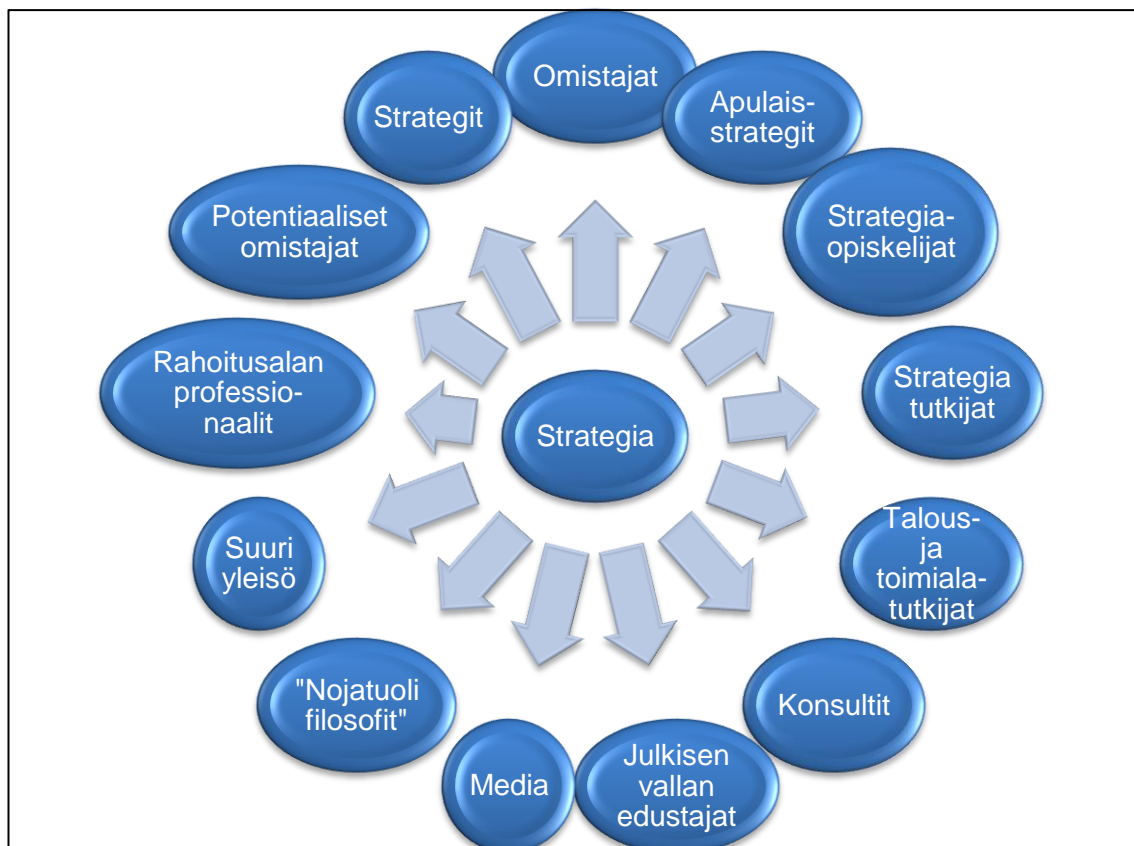 Omistajat
Apulais-
strategit
Strategia-
opiskelijat
Strategia
tutkijat
Talous-
ja
toimiala-
tutkijat
Konsultit
Julkisen
vallan
edustajat
Media
"Nojatuoli
filosofit"
Suuri
yleisö
Rahoitusalan
professio-
naalit
Potentiaaliset
omistajat
Strategit
Strategia